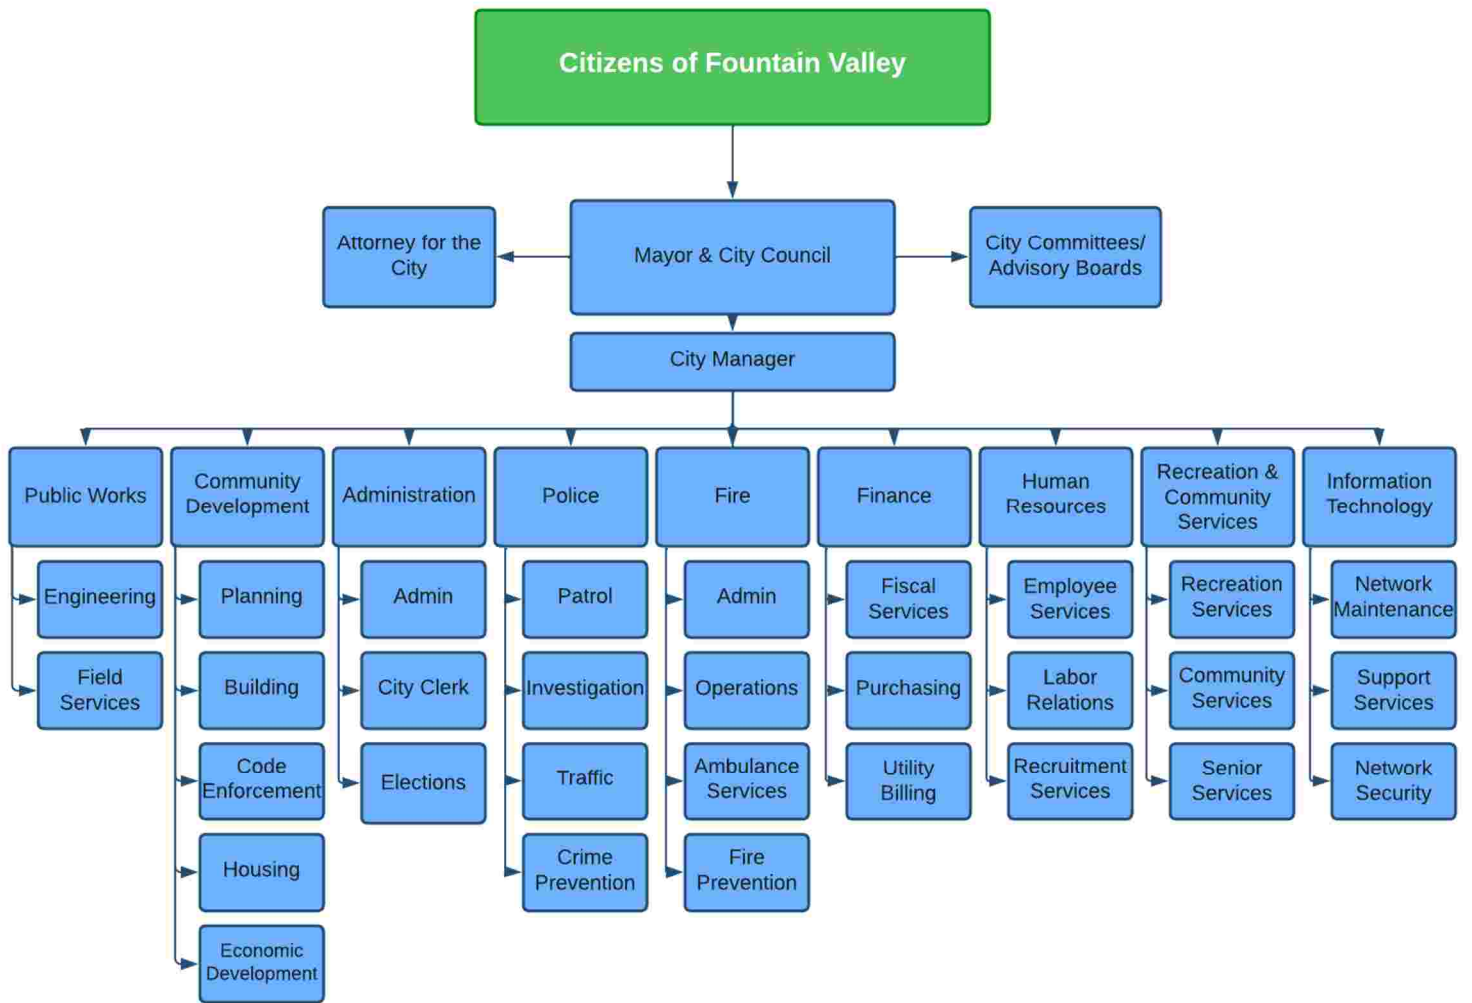 Citizens of Fountain Valley
Attorney for the
City
Mayor & City Council
City Committees/
Advisory Boards
City Manager
Public Works
Community
Development
Administration
Police
Fire
Finance
Human
Resources
Recreation &
Community
Services
Information
Technology
Engineering
Planning
Admin
Patrol
Admin
Fiscal
Services
Employee
Services
Recreation
Services
Network
Maintenance
Field
Services
Building
City Clerk
Investigation
Operations
Purchasing
Labor
Relations
Community
Services
Support
Services
Code
Enforcement
Elections
Traffic
Ambulance
Services
Utility
Billing
Recruitment
Services
Senior
Services
Network
Security
Housing
Crime
Prevention
Fire
Prevention
Economic
Development